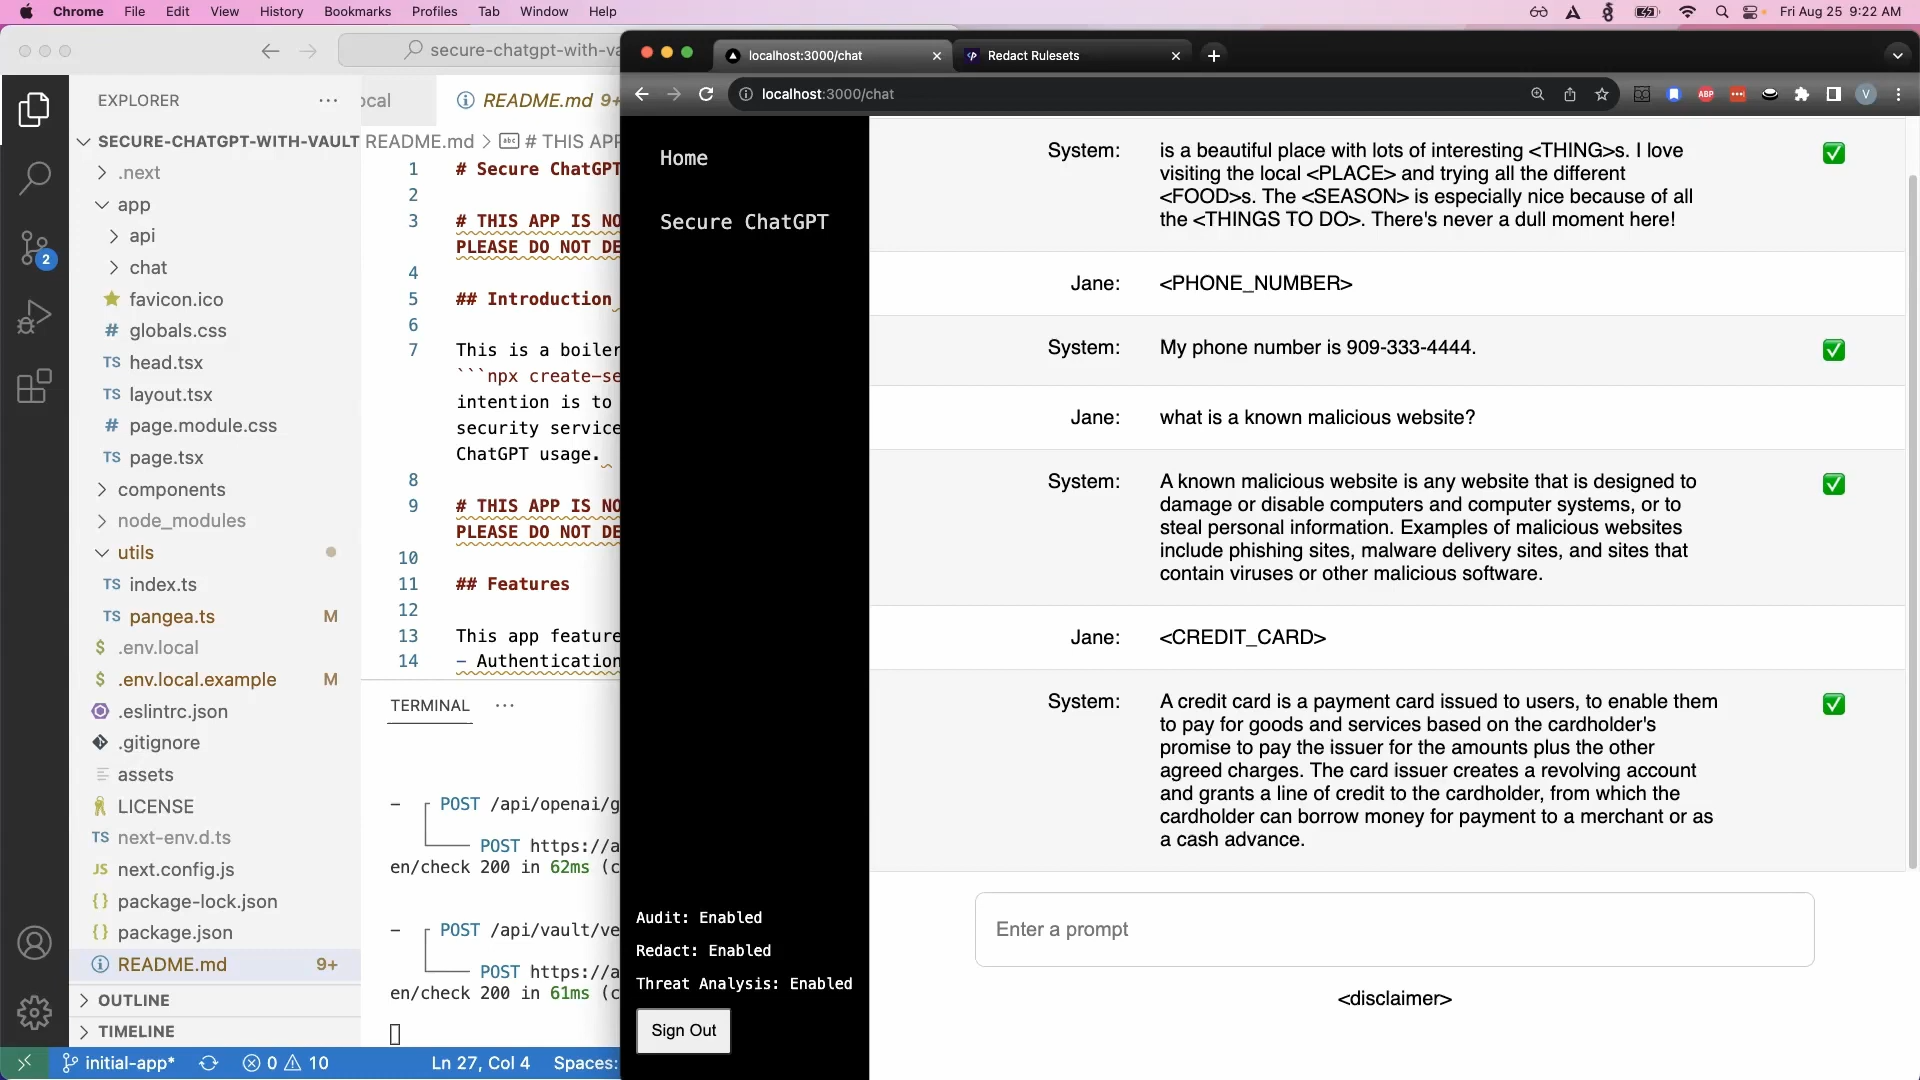 Chrome File Edit View History Bookmarks Profiles Tab Window Help Fri Aug 25 9:22 AM
secure-chatgpt-with-va
localhost:3000/chat
Redact Rulesets
localhost:3000/chat
V
EXPLORER
SECURE-CHATGPT-WITH-VAULT
.next
app
api
chat
favicon.ico
# globals.css
TS head.tsx
TS layout.tsx
# page.module.css
TS page.tsx
components
node_modules
utils
TS index.ts
TS pangea.ts M
$ .env.local
$ .env.local.example M
.eslintrc.json
.gitignore
assets
LICENSE
TS next-env.d.ts
JS next.config.js
{} package-lock.json
{} package.json
README.md 9+
OUTLINE
TIMELINE
2
ocal
README.md 9+
README.md > # THIS APP
1 # Secure ChatGPT
2
3 # THIS APP IS NO
PLEASE DO NOT DE
4
5 ## Introduction
6
7 This is a boiler
```npx create-se
intention is to
security service
ChatGPT usage.
8
9 # THIS APP IS NO
PLEASE DO NOT DE
10
11 ## Features
12
13 This app feature
14 - Authentication
TERMINAL
- POST /api/openai/g
POST https://a
en/check 200 in 62ms (c
- POST /api/vault/ve
POST https://a
en/check 200 in 61ms (c
initial-app* 0 10 Ln 27, Col 4 Spaces:
Home
Secure ChatGPT
Audit: Enabled
Redact: Enabled
Threat Analysis: Enabled
Sign Out
System: is a beautiful place with lots of interesting <THING>s. I love
visiting the local <PLACE> and trying all the different
<FOOD>s. The <SEASON> is especially nice because of all
the <THINGS TO DO>. There's never a dull moment here!
Jane: <PHONE_NUMBER>
System: My phone number is 909-333-4444.
Jane: what is a known malicious website?
System: A known malicious website is any website that is designed to
damage or disable computers and computer systems, or to
steal personal information. Examples of malicious websites
include phishing sites, malware delivery sites, and sites that
contain viruses or other malicious software.
Jane: <CREDIT_CARD>
System: A credit card is a payment card issued to users, to enable them
to pay for goods and services based on the cardholder's
promise to pay the issuer for the amounts plus the other
agreed charges. The card issuer creates a revolving account
and grants a line of credit to the cardholder, from which the
cardholder can borrow money for payment to a merchant or as
a cash advance.
Enter a prompt
<disclaimer>